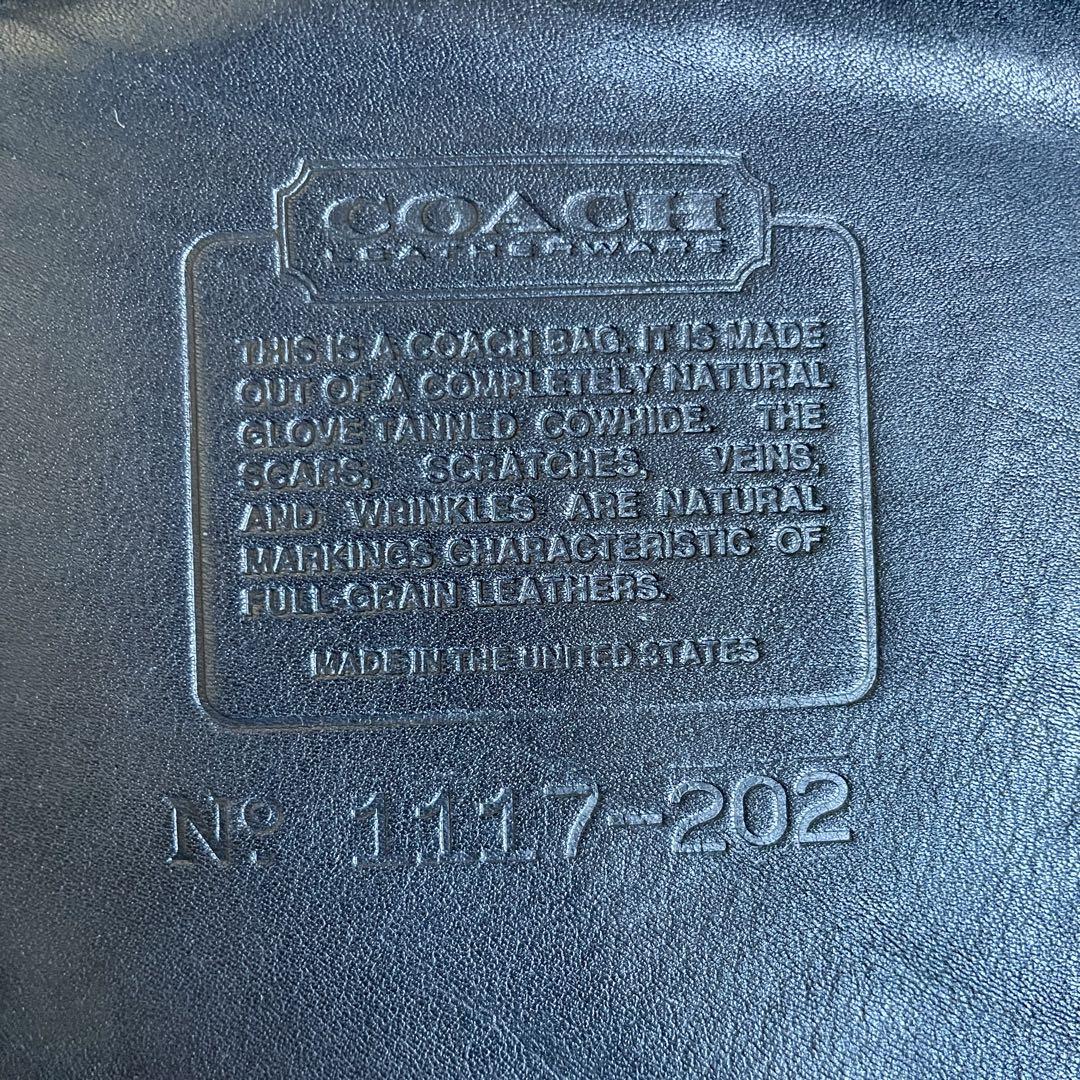 COACH
LEATHERWARE
THIS IS A COACH BAG. IT IS MADE
OUT OF A COMPLETELY NATURAL
GLOVE TANNED COWHIDE. THE
SCARS, SCRATCHES, VEINS,
AND WRINKLES ARE NATURAL
MARKINGS CHARACTERISTIC OF
FULL-GRAIN LEATHERS.
MADE IN THE UNITED STATES
Nº 1117-202